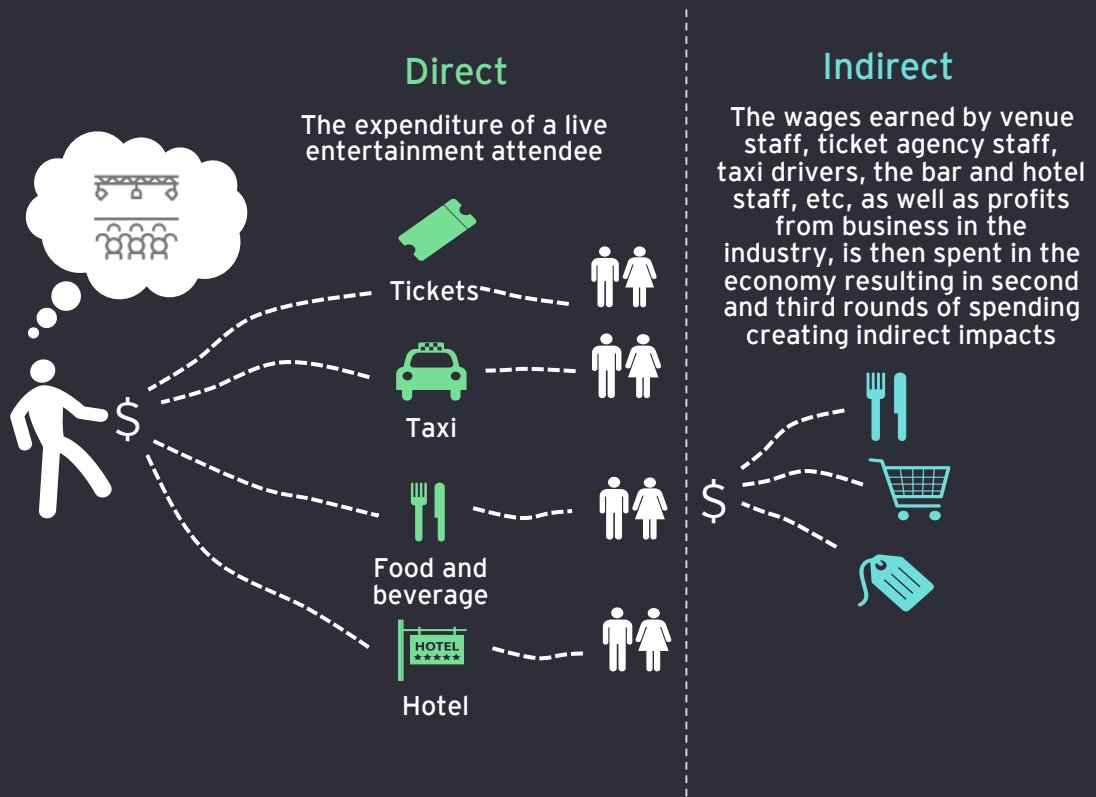 Direct
The expenditure of a live
entertainment attendee
Tickets
$
Taxi
Food and
beverage
HOTEL
Hotel
Indirect
The wages earned by venue
staff, ticket agency staff,
taxi drivers, the bar and hotel
staff, etc, as well as profits
from business in the
industry, is then spent in the
economy resulting in second
and third rounds of spending
creating indirect impacts
$